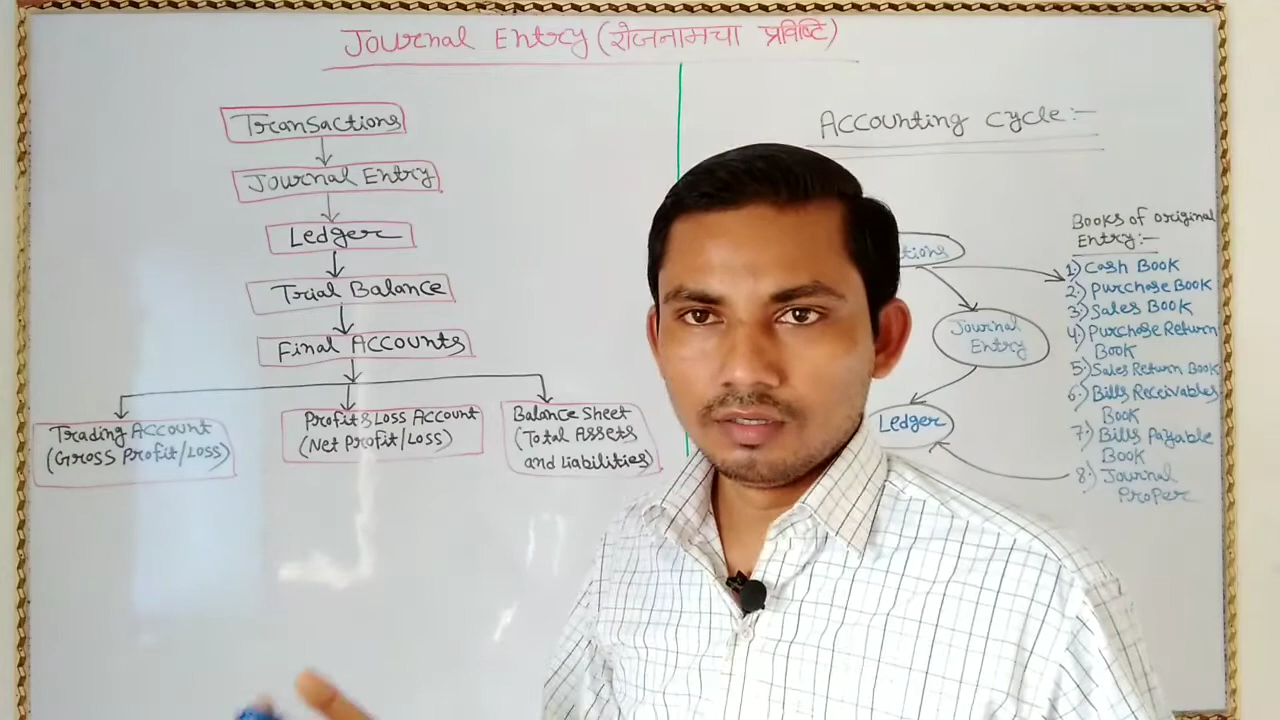 Journal Entry (रोजनामचा प्रविष्टि)
Transactions
Journal Entry
Ledger
Trial Balance
Final Accounts
Trading Account
(Gross Profit/Loss)
Profit & Loss Account
(Net Profit/Loss)
Balance Sheet
(Total Assets
and Liabilities)
Accounting cycle:-
Journal
Entry
Ledger
Books of original
Entry:-
1.) Cash Book
2.) Purchase Book
3.) Sales Book
4.) Purchase Return
Book
5.) Sales Return Book
6.) Bills Receivables
Book
7.) Bills Payable
Book
8.) Journal
Proper